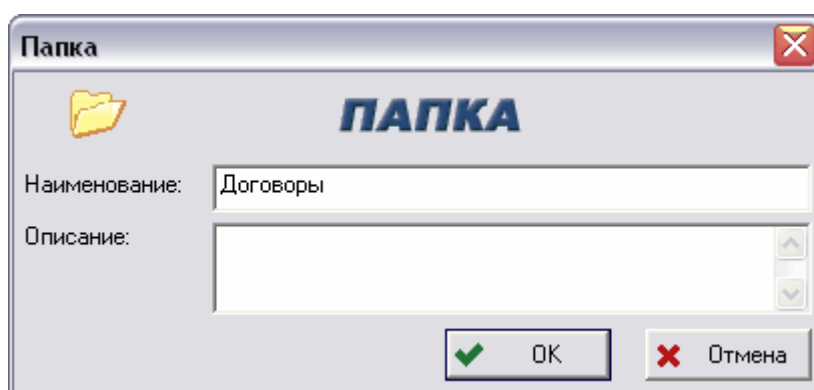 Папка
ПАПКА
Наименование: Договоры
Описание:
OK Отмена